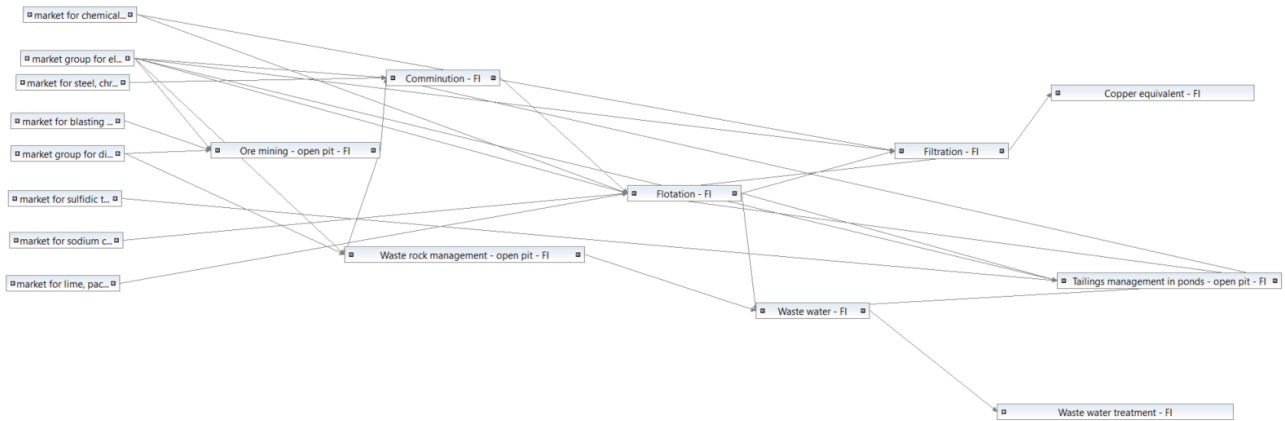 market for chemical...
market group for el...
market for steel, chr...
Comminution - FI
Copper equivalent - FI
market for blasting ...
market group for di...
Ore mining - open pit - FI
Filtration - FI
market for sulfidic t...
Flotation - FI
market for sodium c...
Waste rock management - open pit - FI
market for lime, pac...
Tailings management in ponds - open pit - FI
Waste water - FI
Waste water treatment - FI